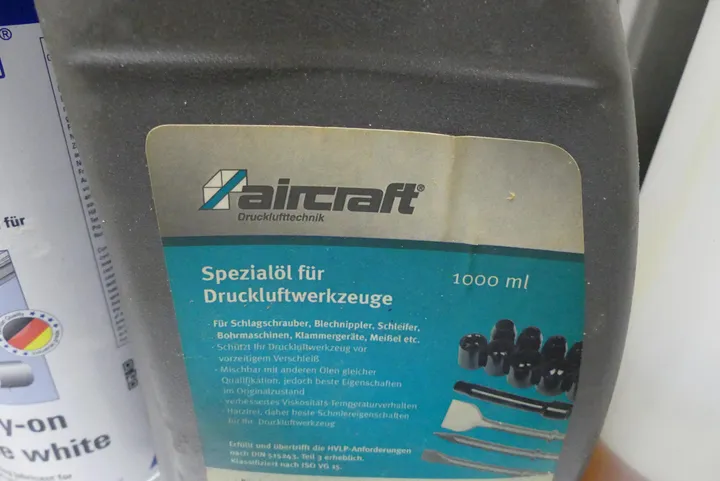 aircraft®
Drucklufttechnik
Spezialöl für
Druckluftwerkzeuge
1000 ml
· Für Schlagschrauber, Blechnippler, Schleifer,
Bohrmaschinen, Klammergeräte, Meißel etc.
· Schützt Ihr Druckluftwerkzeug vor
vorzeitigem Verschleiß
· Mischbar mit anderen Ölen gleicher
Qualifikation, jedoch beste Eigenschaften
im Originalzustand
· verbessertes Viskositäts-Temperaturverhalten
· Harzfrei, daher beste Schmiereigenschaften
für Ihr Druckluftwerkzeug
Erfüllt und übertrifft die HVLP-Anforderungen
nach DIN 515243, Teil 3 erheblich.
Klassifiziert nach ISO VG 15.
®
für
y-on
e white